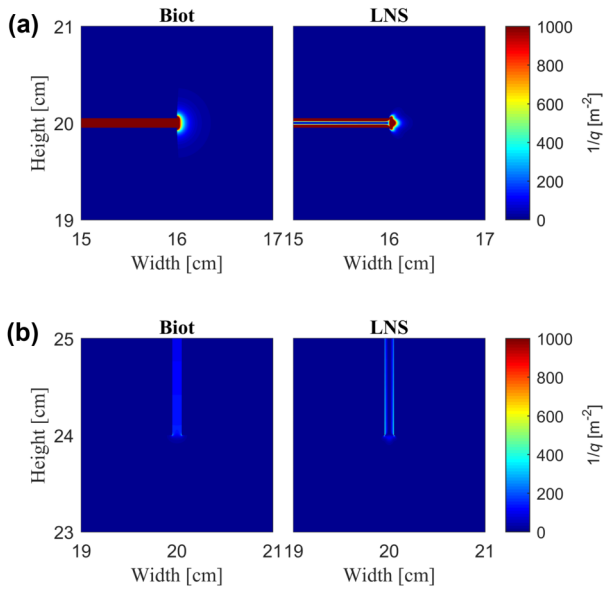 (a)
Biot
LNS
21
20
19
Height [cm]
15
16
17
Width [cm]
15
16
17
Width [cm]
1000
800
600
400
200
0
1/q [m-2]
(b)
Biot
LNS
25
24
23
Height [cm]
19
20
21
Width [cm]
19
20
21
Width [cm]
1000
800
600
400
200
0
1/q [m-2]